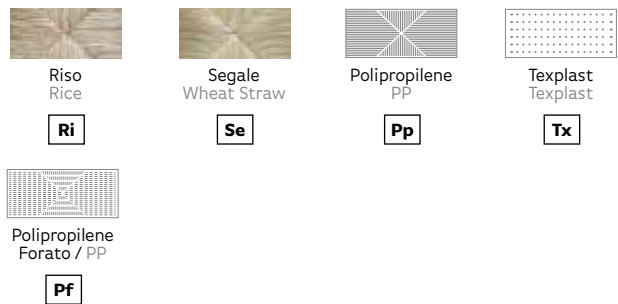 Riso
Rice
Ri
Segale
Wheat Straw
Se
Polipropilene
PP
Pp
Texplast
Texplast
Tx
Polipropilene
Forato / PP
Pf